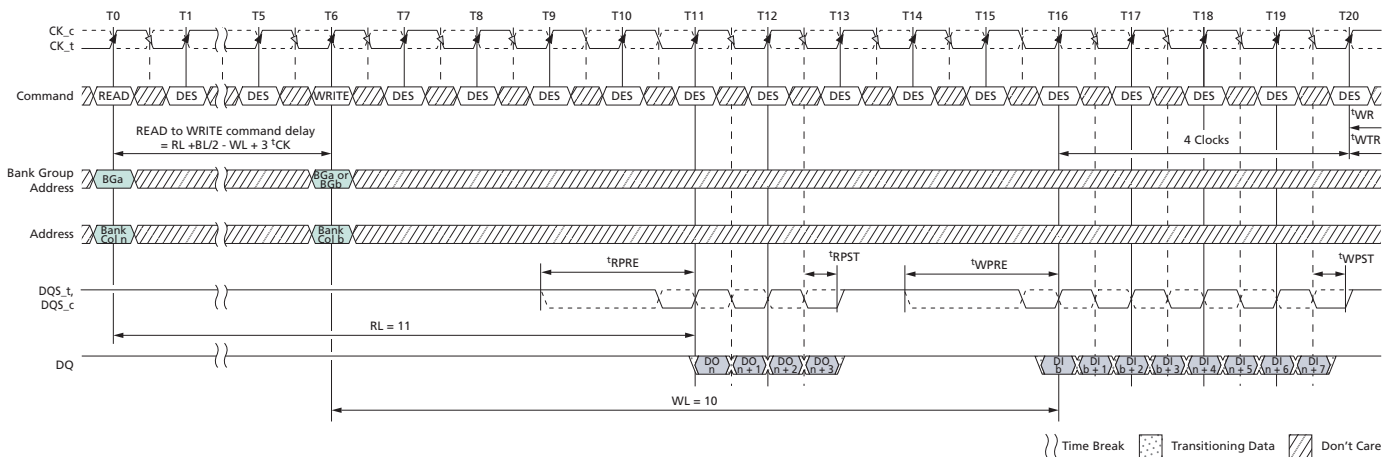 T0 T1 T5 T6 T7 T8 T9 T10 T11 T12 T13 T14 T15 T16 T17 T18 T19 T20
CK_c
CK_t
Command READ DES DES WRITE DES DES DES DES DES DES DES DES DES DES DES DES DES DES
READ to WRITE command delay
= RL +BL/2 - WL + 3 tCK
4 Clocks
tWR
tWTR
Bank Group
Address
BGa
BGa or
BGb
Address
Bank
Col n
Bank
Col b
tRPRE
tRPST
tWPRE
tWPST
DQS_t,
DQS_c
RL = 11
DQ
DO
n
DO
n + 1
DO
n + 2
DO
n + 3
DI
b
DI
b + 1
DI
b + 2
DI
b + 3
DI
n + 4
DI
n + 5
DI
n + 6
DI
n + 7
WL = 10
Time Break Transitioning Data Don't Care